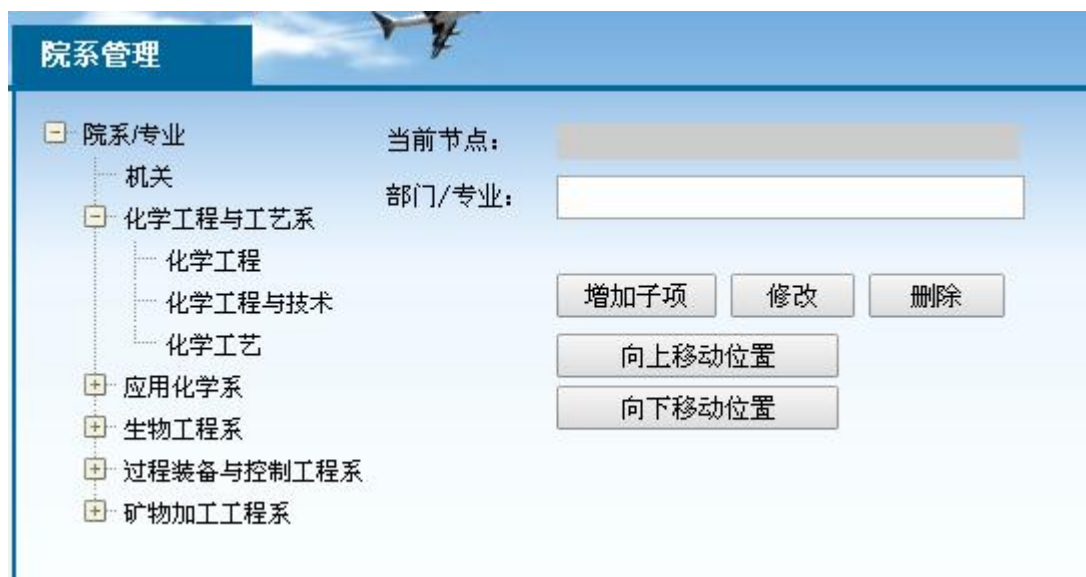 院系管理
院系/专业
当前节点：
机关
部门/专业：
化学工程与工艺系
化学工程
化学工程与技术
化学工艺
应用化学系
生物工程系
过程装备与控制工程系
矿物加工工程系
增加子项 修改 删除
向上移动位置
向下移动位置